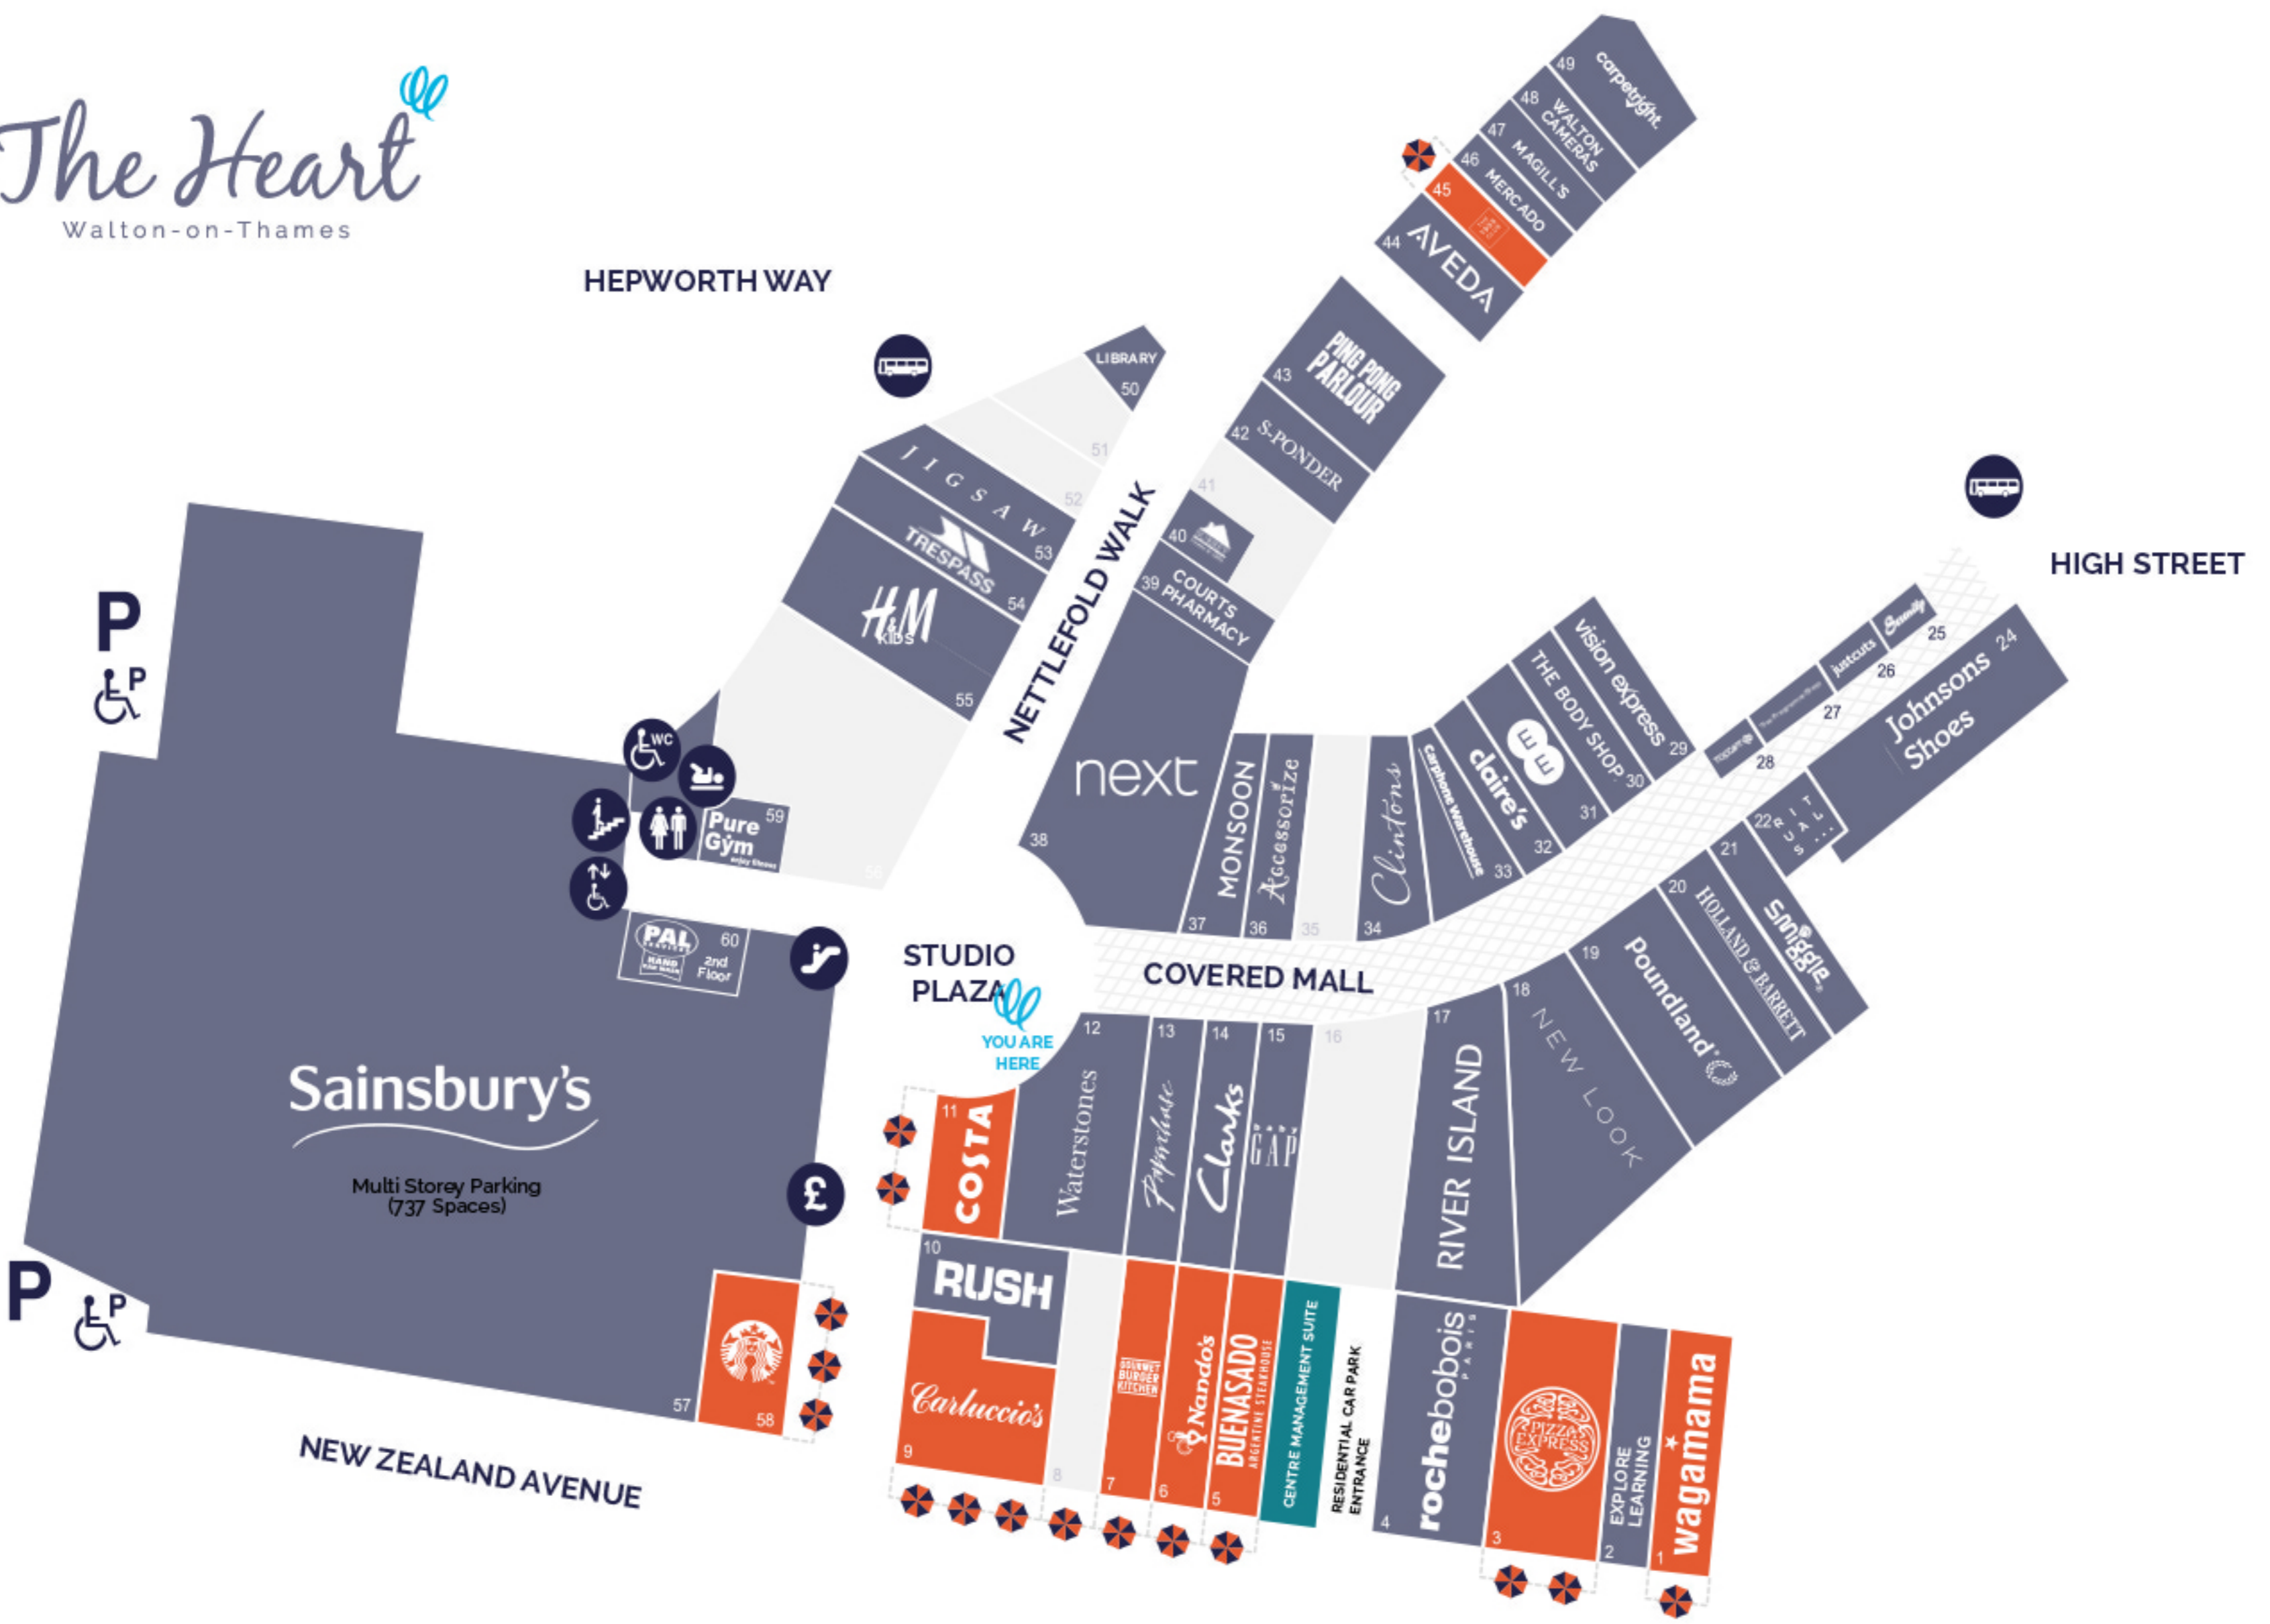 The Heart
Walton-on-Thames
HEPWORTH WAY
49
carpetright.
48
WALTON
CAMERAS
47
MAGILL'S
46
MERCADO
45
44
AVEDA
43
PING PONG
PARLOUR
42
S-PONDER
41
40
39
COURTS
PHARMACY
LIBRARY
50
51
52
JIGSAW
53
TRESPASS
54
H&M
KIDS
55
56
NETTLEFOLD WALK
HIGH STREET
P
P
WC
Pure
Gym
59
PAL
SERVICES
HAND
CAR WASH
60
2nd
Floor
Sainsbury's
Multi Storey Parking
(737 Spaces)
£
P
P
57
58
NEW ZEALAND AVENUE
STUDIO
PLAZA
YOU ARE
HERE
COVERED MALL
next
38
MONSOON
37
Accessorize
36
35
Clintons
34
carphone warehouse
33
claire's
32
EE
31
THE BODY SHOP
30
vision express
29
28
27
justcuts
26
25
Johnsons
Shoes
24
22
RITUALS...
21
Smiggle
20
HOLLAND & BARRETT
19
Poundland
18
NEW LOOK
17
RIVER ISLAND
16
15
GAP
14
Clarks
13
Paperchase
12
Waterstones
11
COSTA
10
RUSH
Carluccio's
9
8
GOURMET
BURGER
KITCHEN
7
Nando's
6
BUENASADO
ARGENTINE STEAKHOUSE
5
CENTRE MANAGEMENT SUITE
RESIDENTIAL CAR PARK
ENTRANCE
rochebobois
PARIS
4
PIZZA
EXPRESS
3
EXPLORE
LEARNING
2
wagamama
1